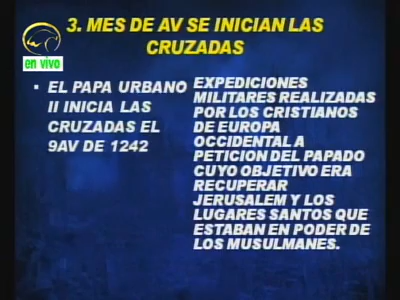 3. MES DE AV SE INICIAN LAS
CRUZADAS
en vivo
▪ EL PAPA URBANO
II INICIA LAS
CRUZADAS EL
9AV DE 1242
EXPEDICIONES
MILITARES REALIZADAS
POR LOS CRISTIANOS
DE EUROPA
OCCIDENTAL A
PETICION DEL PAPADO
CUYO OBJETIVO ERA
RECUPERAR
JERUSALEM Y LOS
LUGARES SANTOS QUE
ESTABAN EN PODER DE
LOS MUSULMANES.